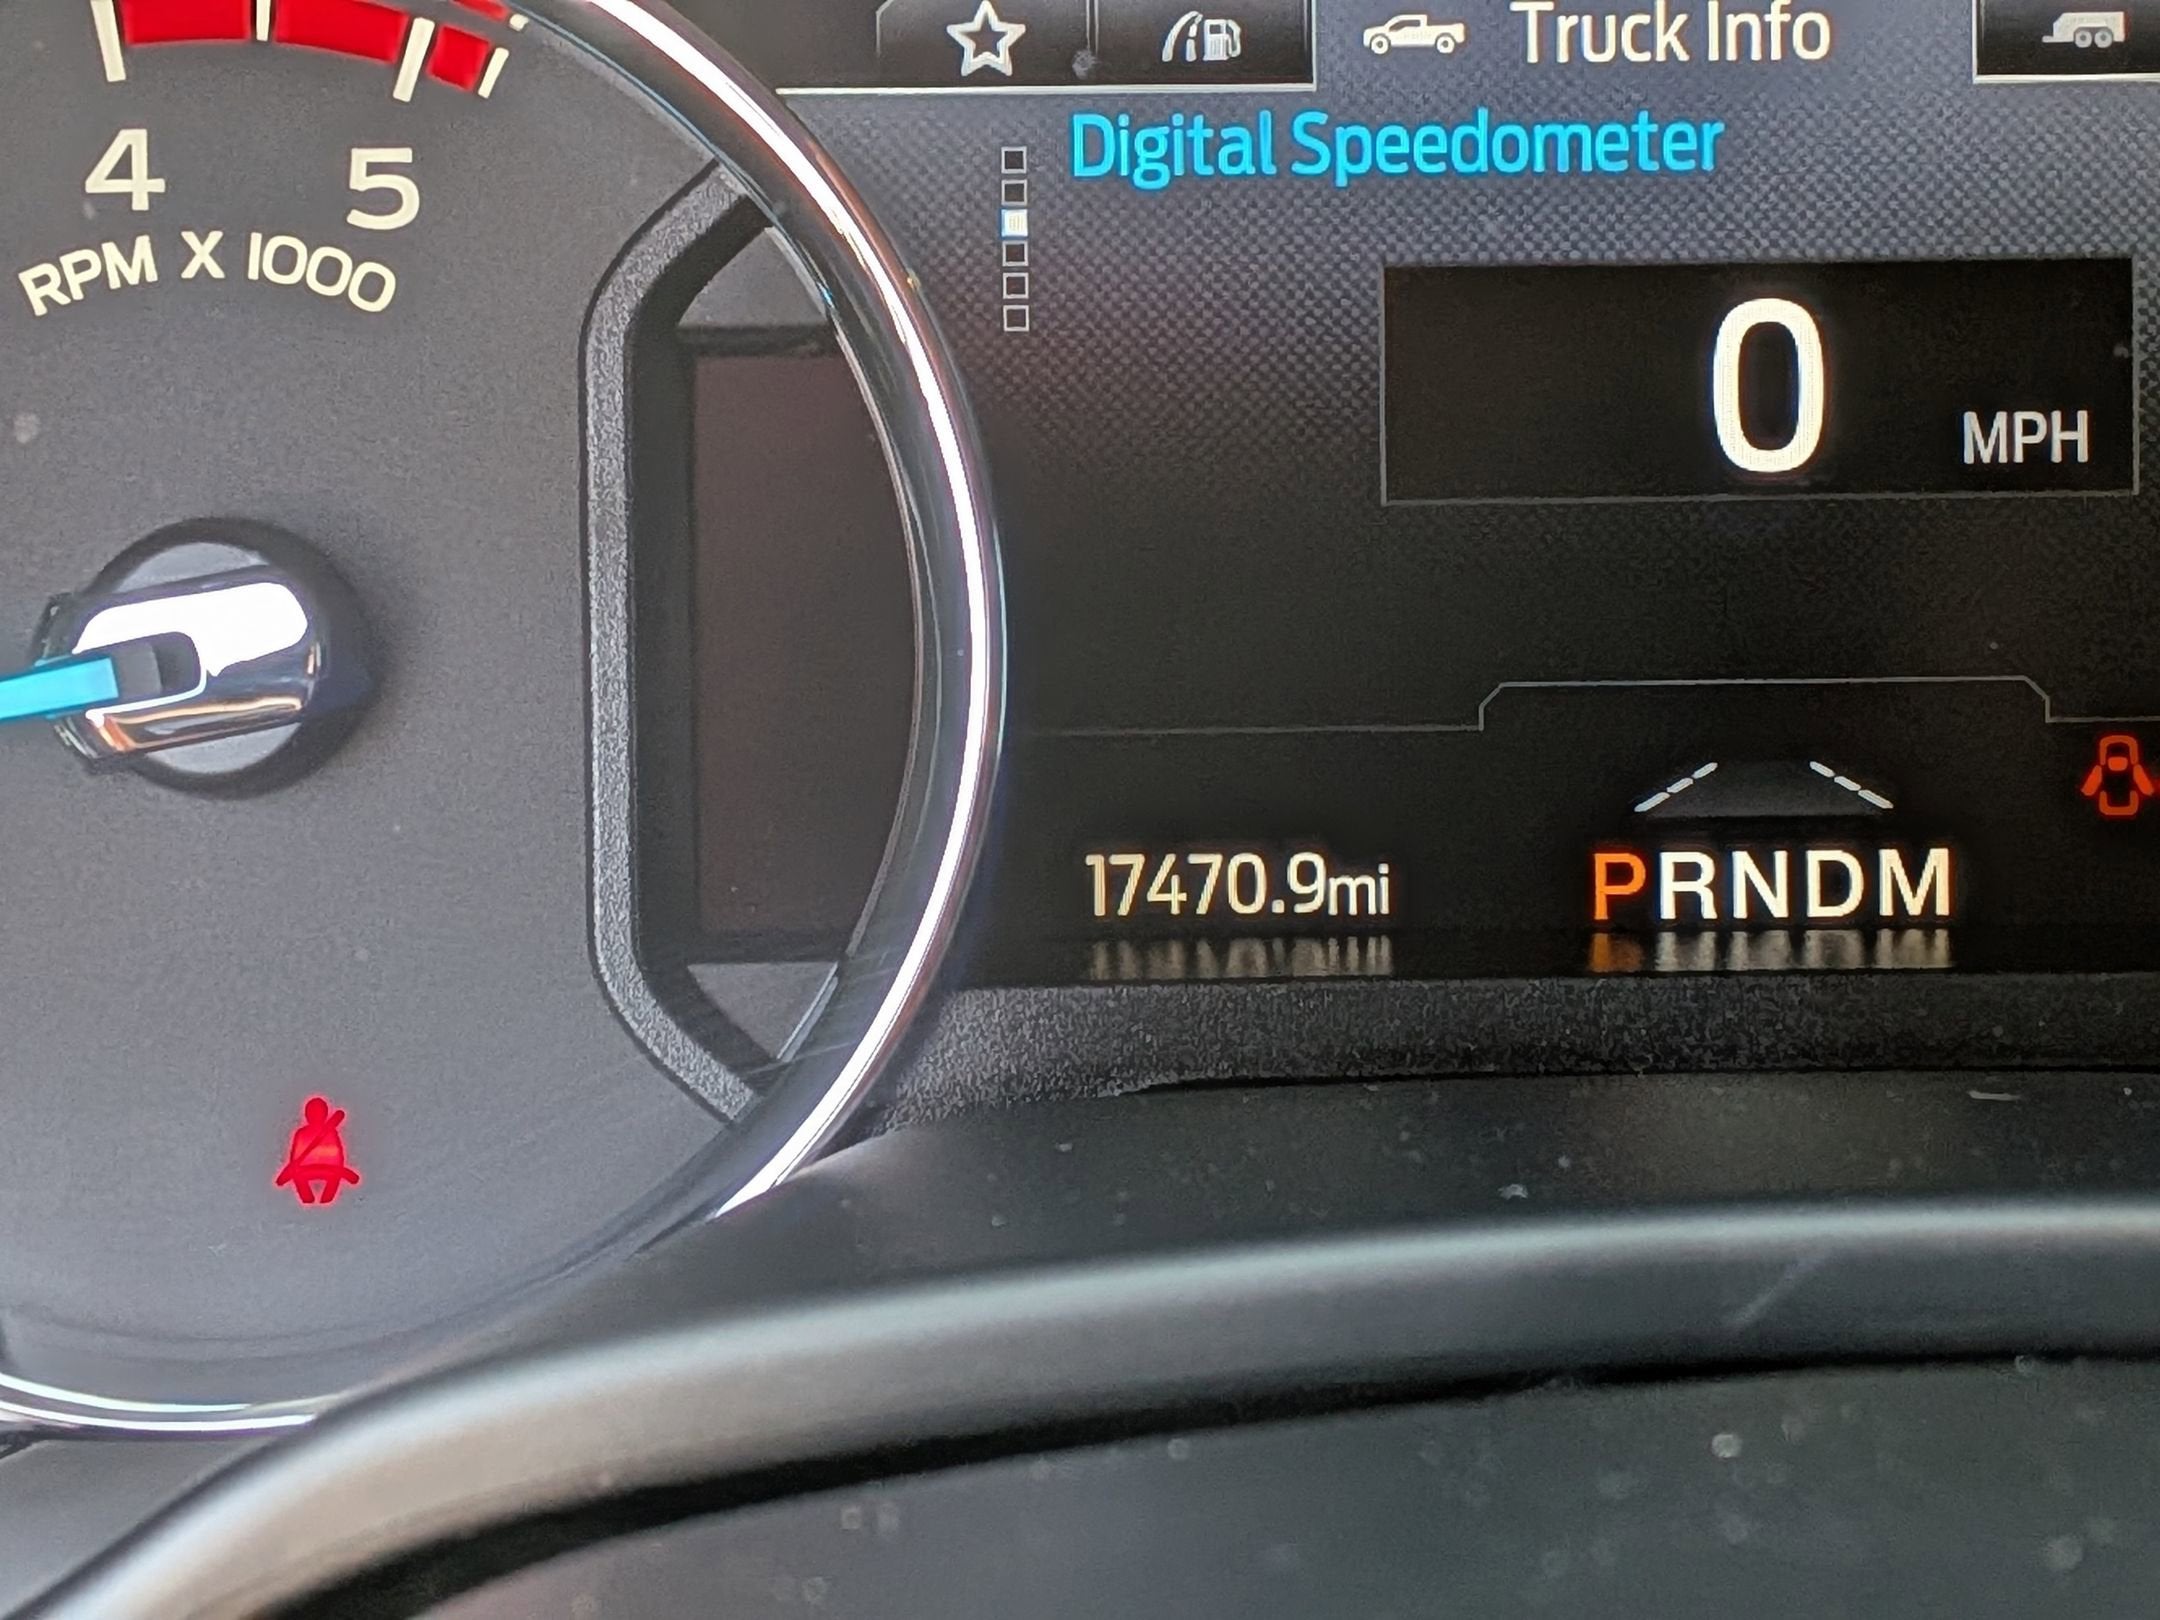 Truck Info
Digital Speedometer
4 5
RPM X 1000
0 MPH
17470.9mi
PRNDM